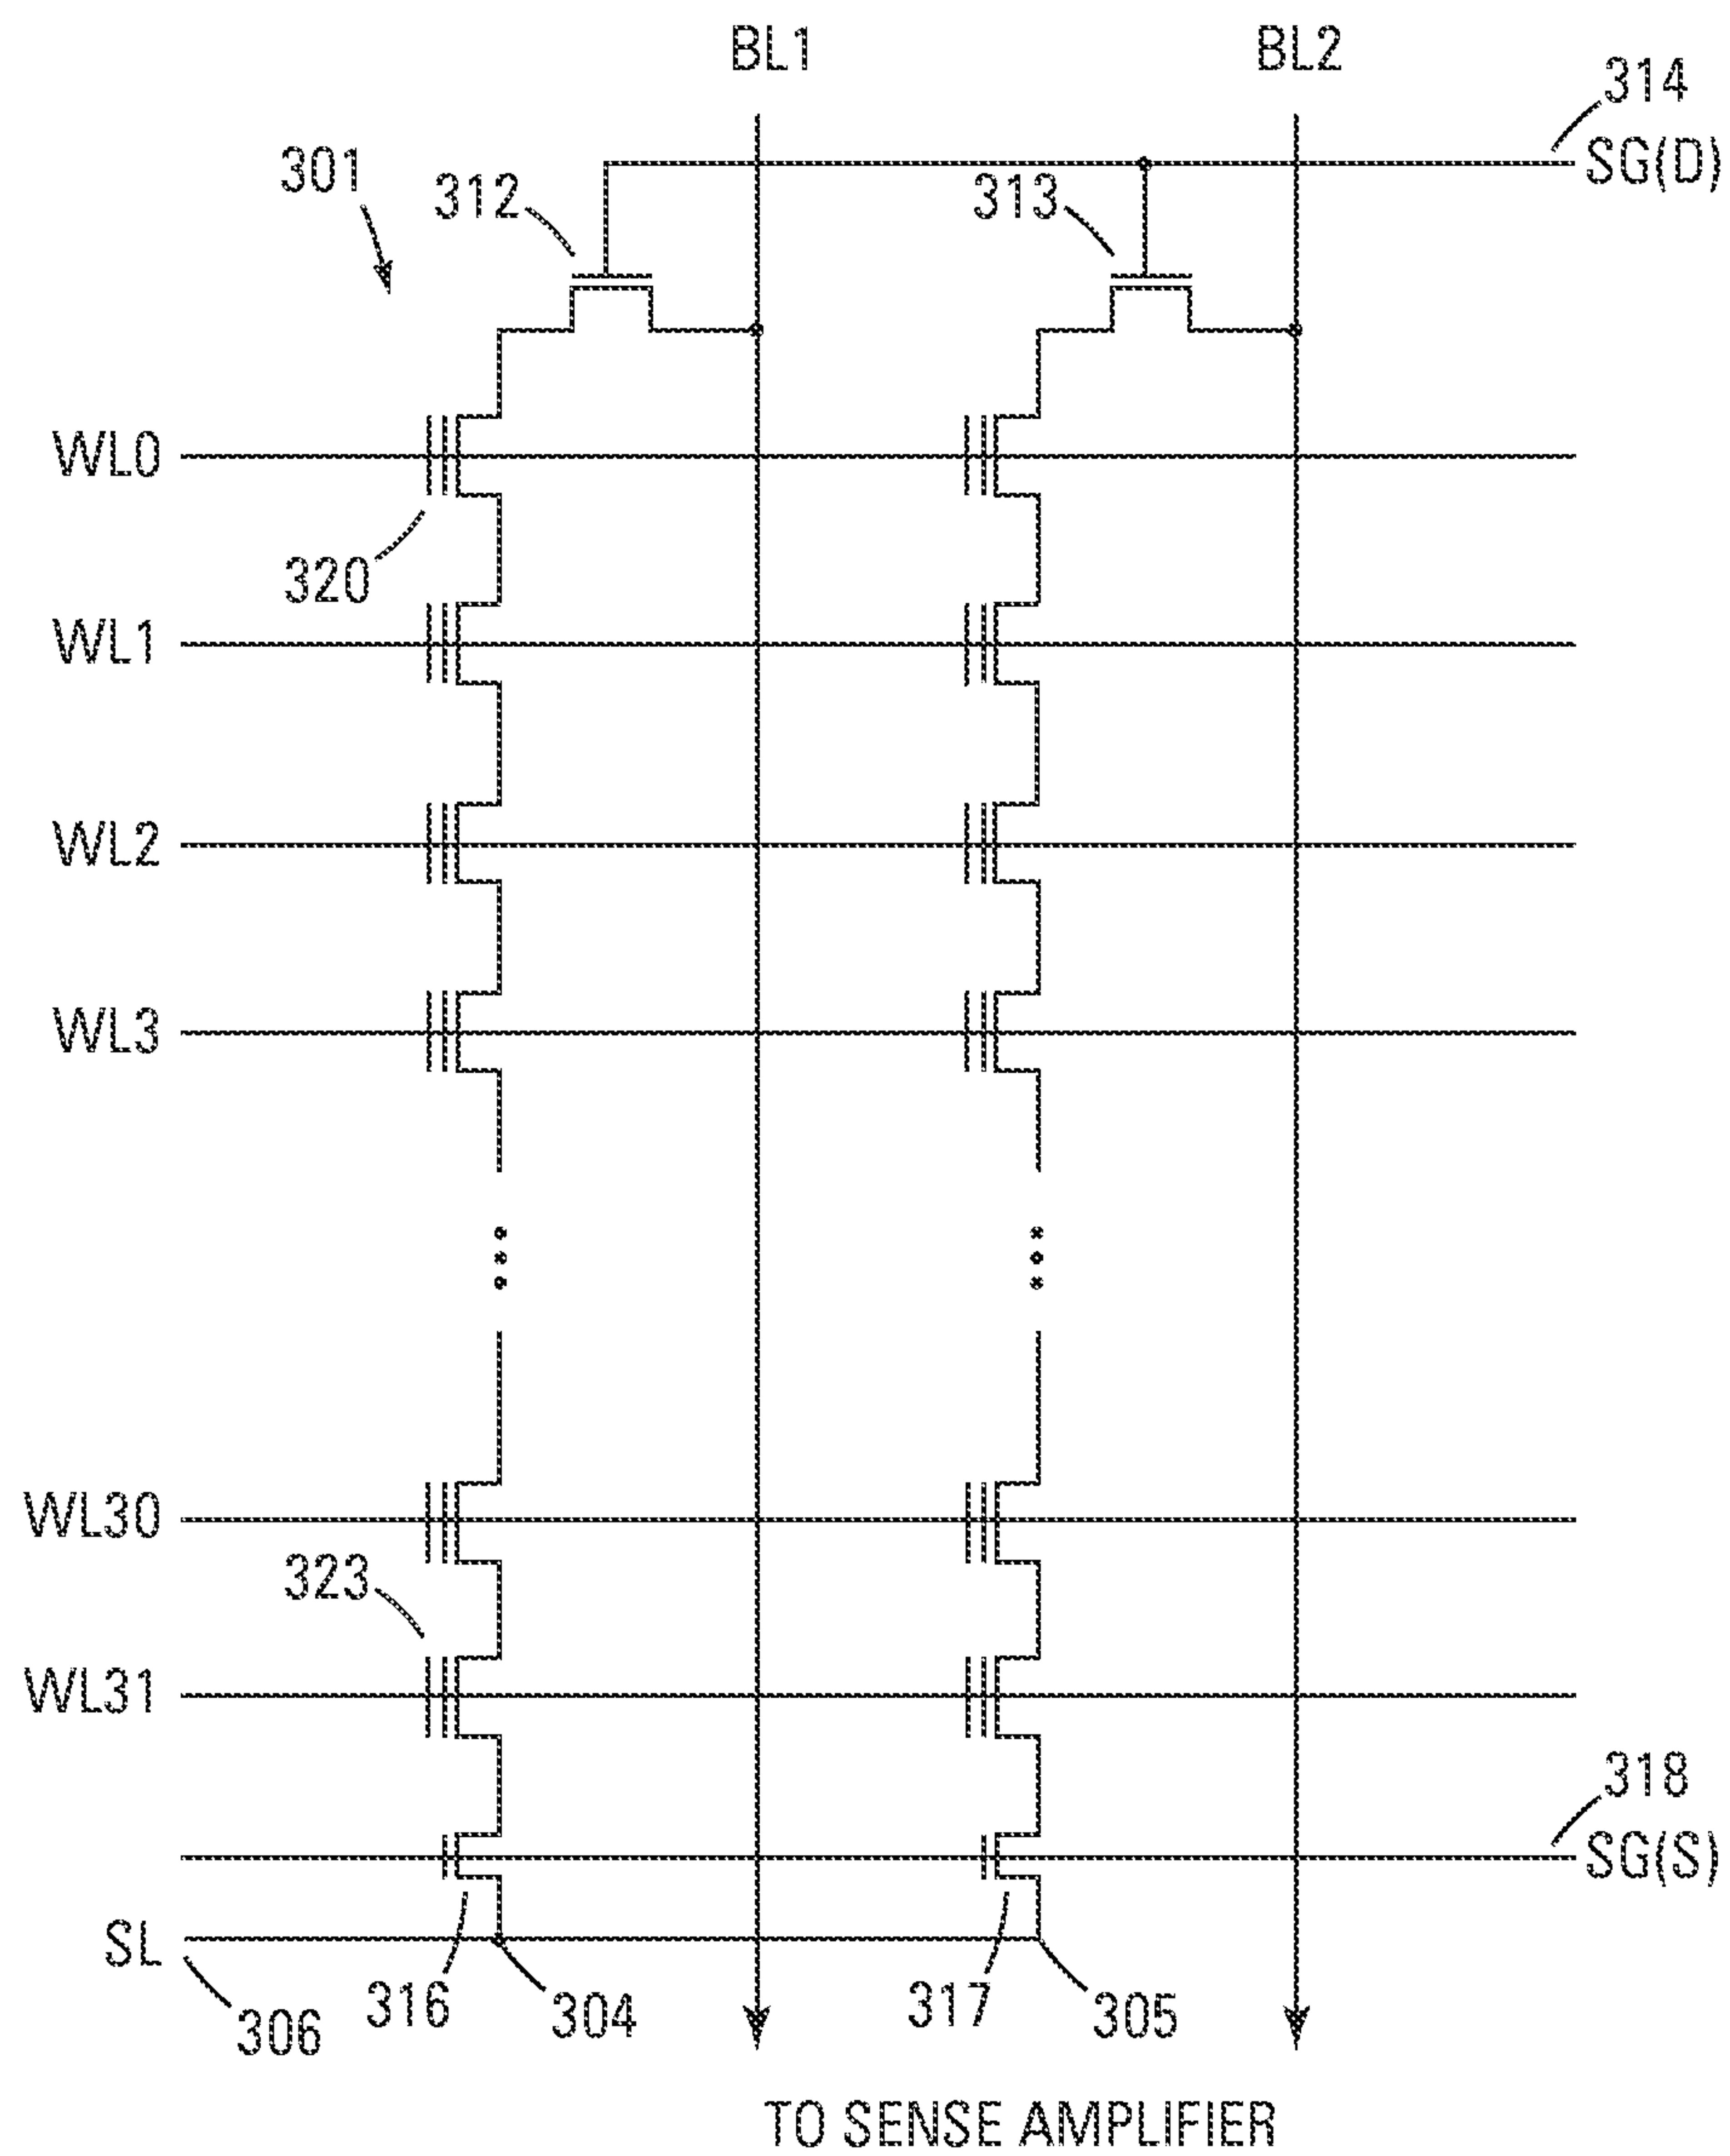 BL1
BL2
314
SG(D)
301
312
313
WL0
320
WL1
WL2
WL3
WL30
323
WL31
318
SG(S)
SL
316
304
317
305
306
TO SENSE AMPLIFIER